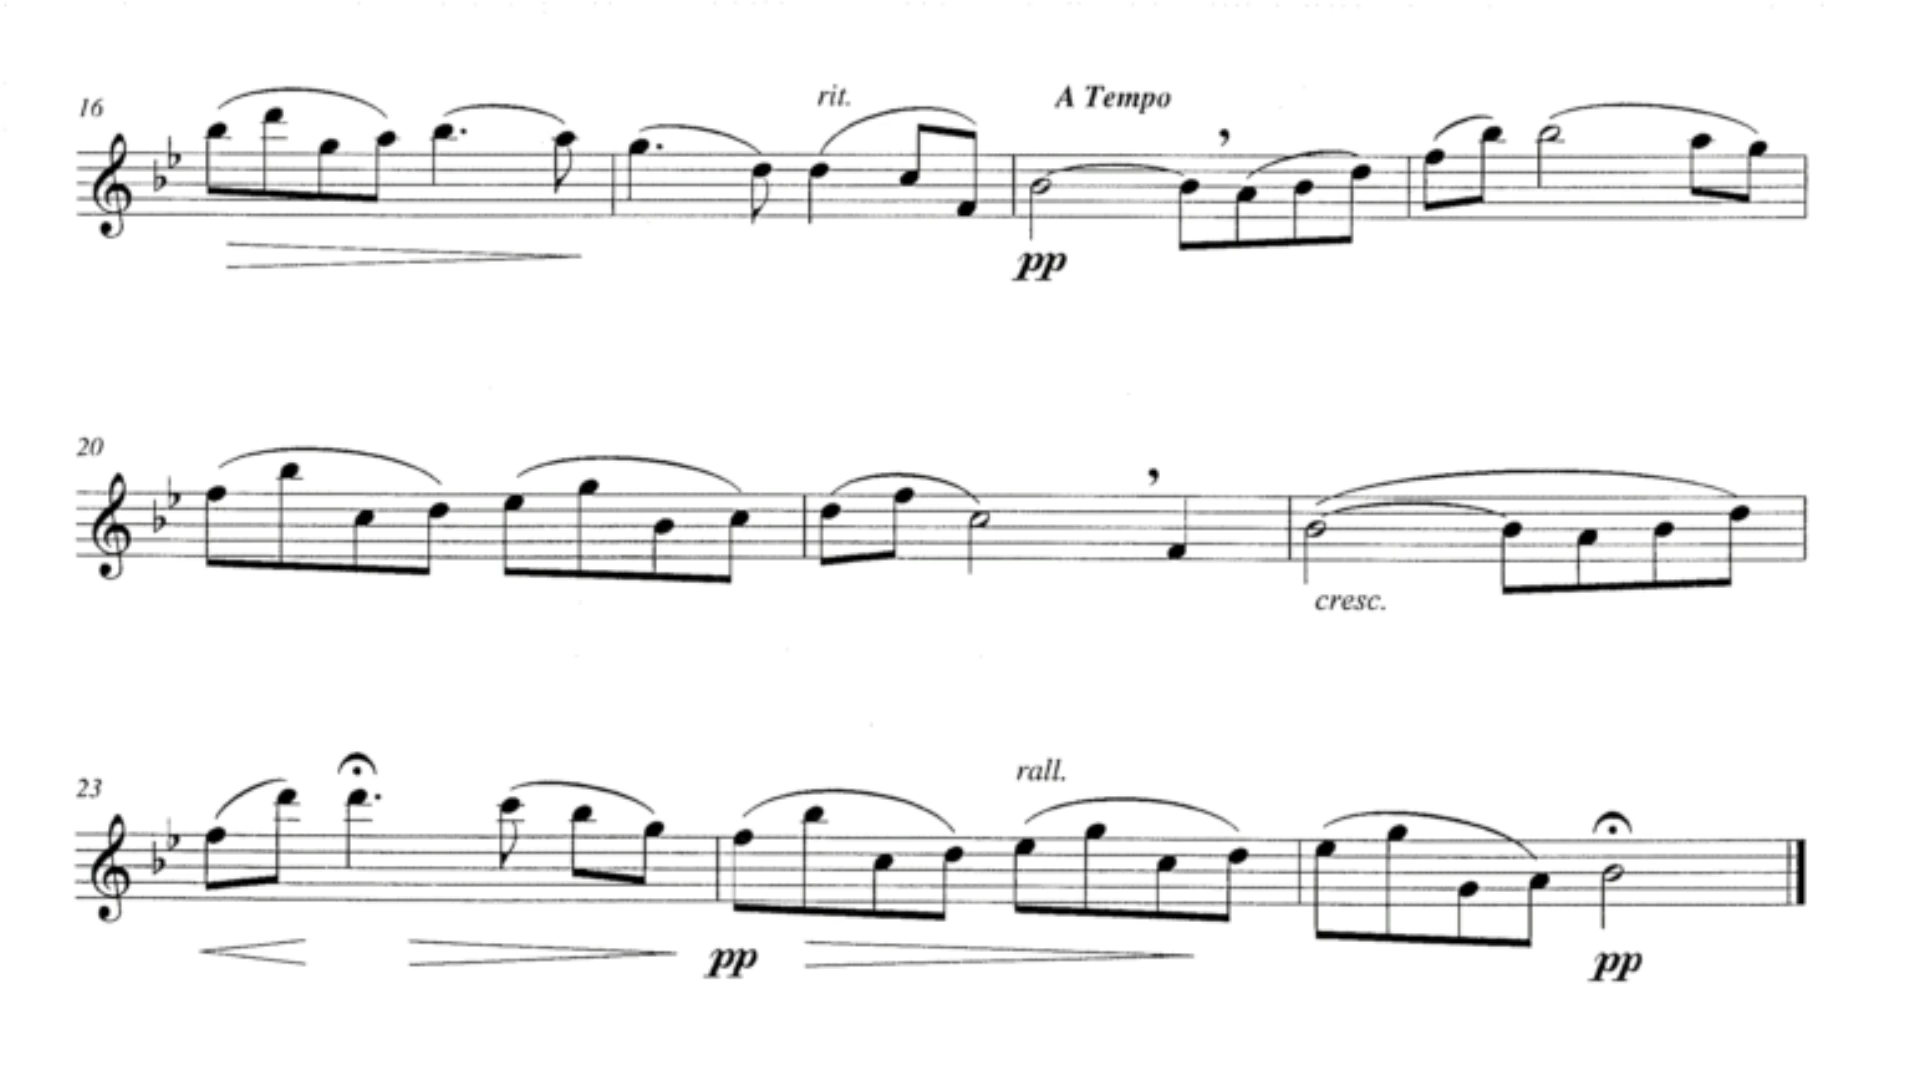 16
rit.
A Tempo
,
pp
20
,
cresc.
23
rall.
pp
pp